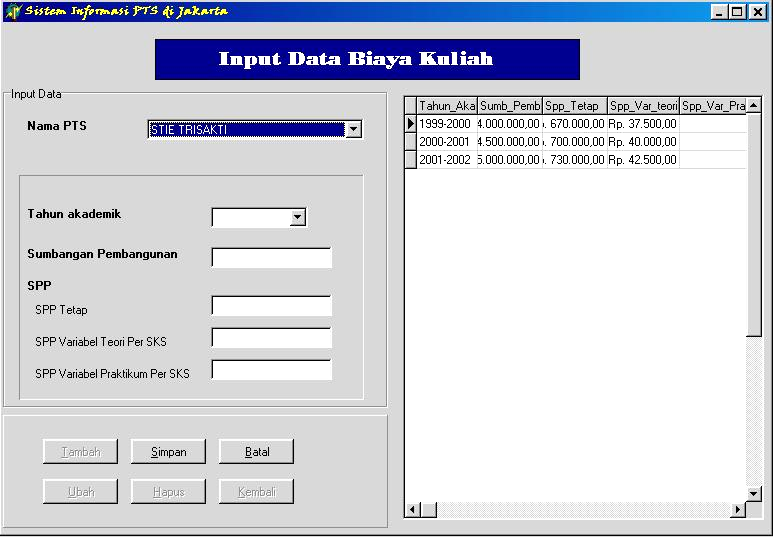 Sistem Informasi PTS di Jakarta
Input Data Biaya Kuliah
Input Data
Nama PTS
STIE TRISAKTI
Tahun akademik
Sumbangan Pembangunan
SPP
SPP Tetap
SPP Variabel Teori Per SKS
SPP Variabel Praktikum Per SKS
Tambah Simpan Batal
Ubah Hapus Kembali
Tahun_Aka Sumb_Pemb Spp_Tetap Spp_Var_teori Spp_Var_Pra
1999-2000 4.000.000,00 . 670.000,00 Rp. 37.500,00
2000-2001 4.500.000,00 . 700.000,00 Rp. 40.000,00
2001-2002 5.000.000,00 . 730.000,00 Rp. 42.500,00